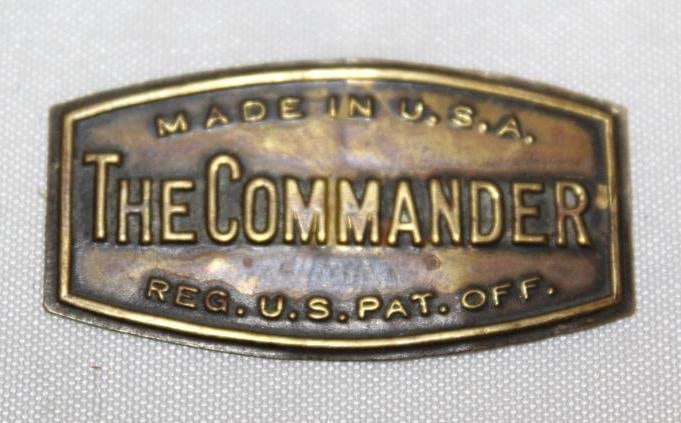 MADE IN U.S.A.
THE COMMANDER
REG. U.S. PAT. OFF.